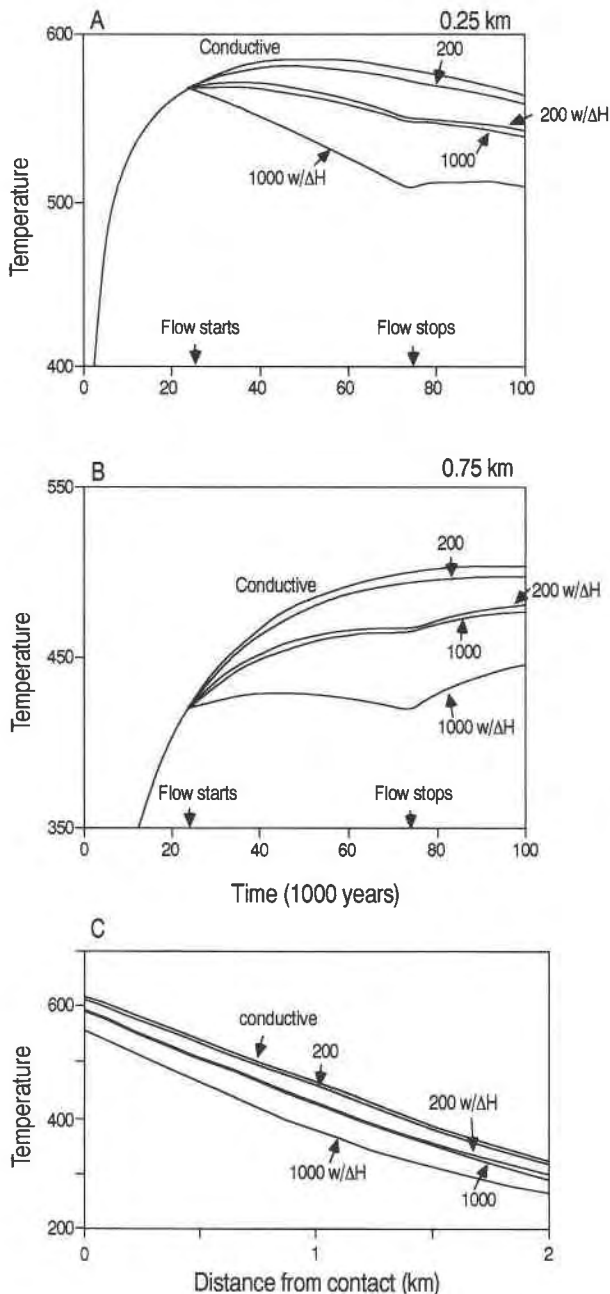 A
0.25 km
600
Conductive
200
200 w/ΔH
1000
1000 w/ΔH
500
Temperature
Flow starts
Flow stops
400
0
20
40
60
80
100
B
0.75 km
550
200
Conductive
200 w/ΔH
1000
450
1000 w/ΔH
Temperature
Flow starts
Flow stops
350
0
20
40
60
80
100
Time (1000 years)
C
600
conductive
200
Temperature
400
200 w/ΔH
1000 w/ΔH
1000
200
0
1
2
Distance from contact (km)